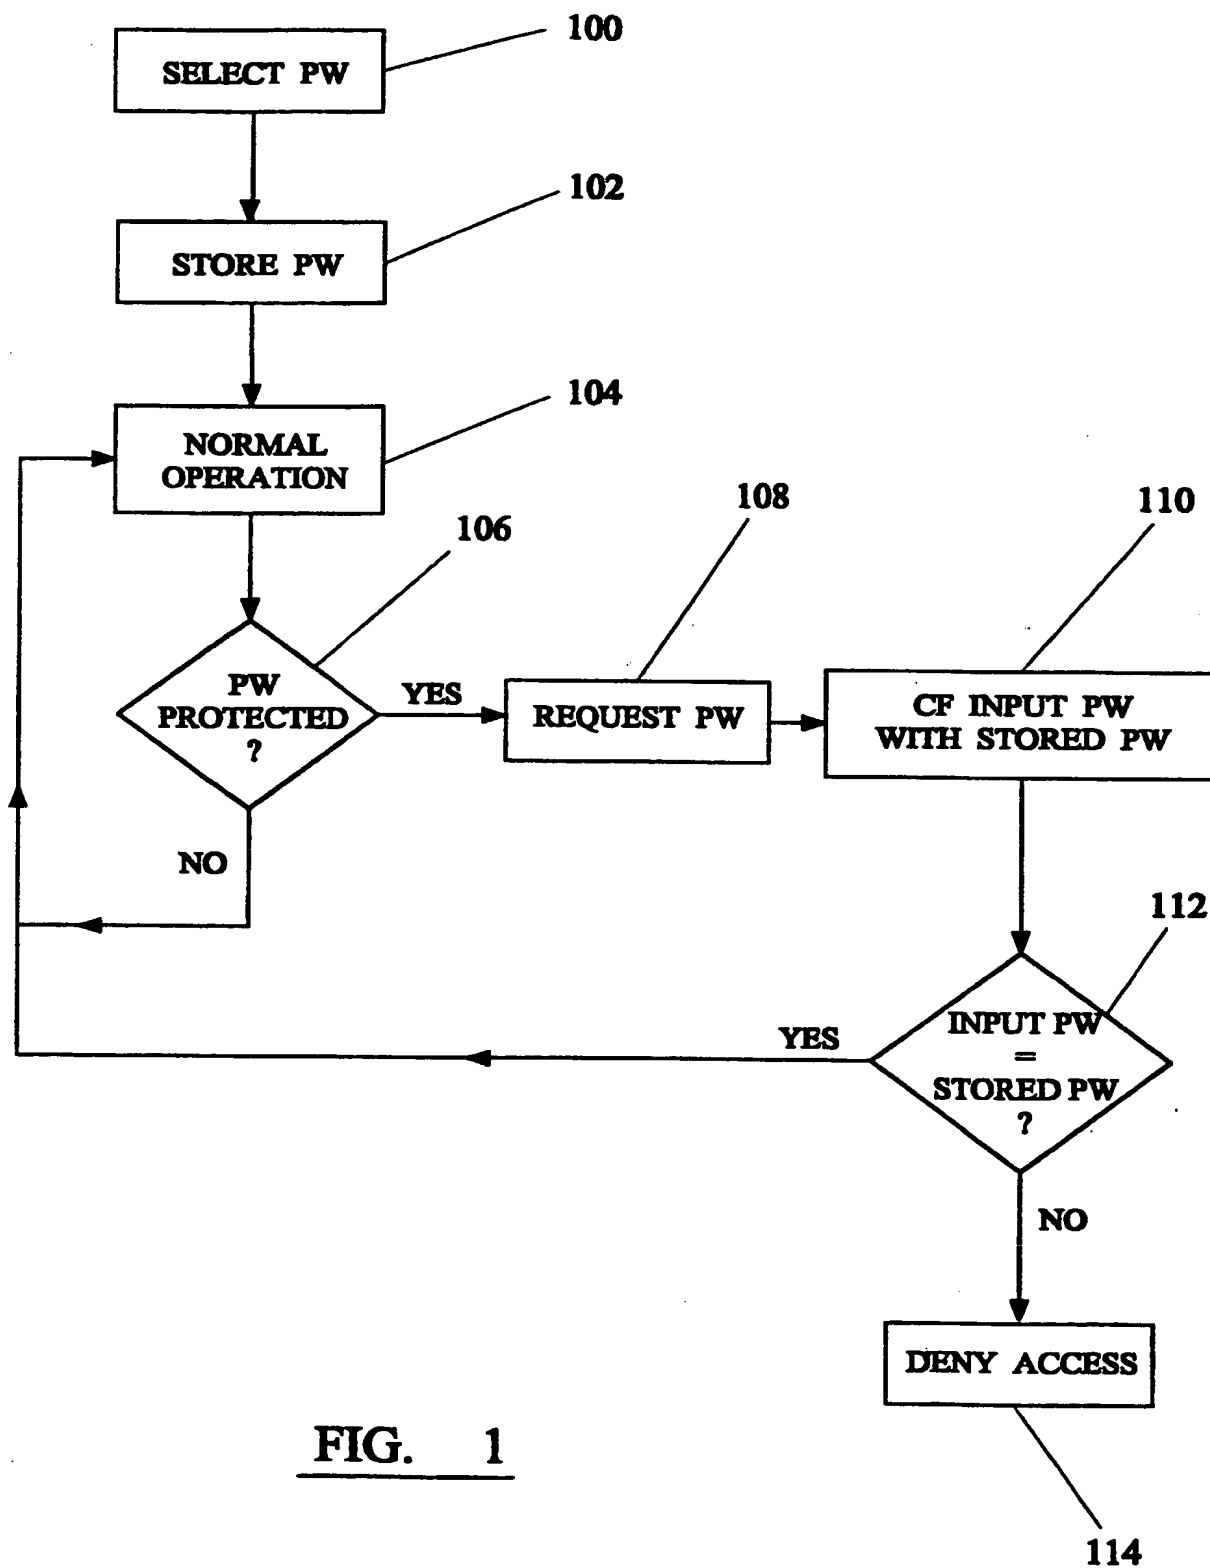 100
SELECT PW
102
STORE PW
104
NORMAL
OPERATION
106
108
110
PW
PROTECTED
?
YES
REQUEST PW
CF INPUT PW
WITH STORED PW
NO
112
YES
INPUT PW
=
STORED PW
?
NO
DENY ACCESS
FIG. 1
114